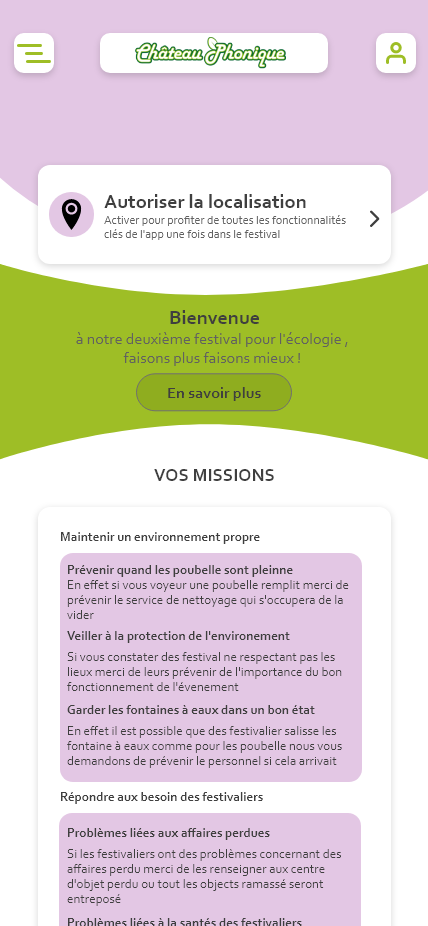 Château Phonique
Autoriser la localisation
Activer pour profiter de toutes les fonctionnalités
clés de l'app une fois dans le festival
Bienvenue
à notre deuxième festival pour l'écologie ,
faisons plus faisons mieux !
En savoir plus
VOS MISSIONS
Maintenir un environnement propre
Prévenir quand les poubelle sont pleinne
En effet si vous voyeur une poubelle remplit merci de
prévenir le service de nettoyage qui s'occupera de la
vider
Veiller à la protection de l'environement
Si vous constater des festival ne respectant pas les
lieux merci de leurs prévenir de l'importance du bon
fonctionnement de l'évenement
Garder les fontaines à eaux dans un bon état
En effet il est possible que des festivalier salisse les
fontaine à eaux comme pour les poubelle nous vous
demandons de prévenir le personnel si cela arrivait
Répondre aux besoin des festivaliers
Problèmes liées aux affaires perdues
Si les festivaliers ont des problèmes concernant des
affaires perdu merci de les renseigner aux centre
d'objet perdu ou tout les objects ramassé seront
entreposé
Problèmes liées à la santés des festivaliers